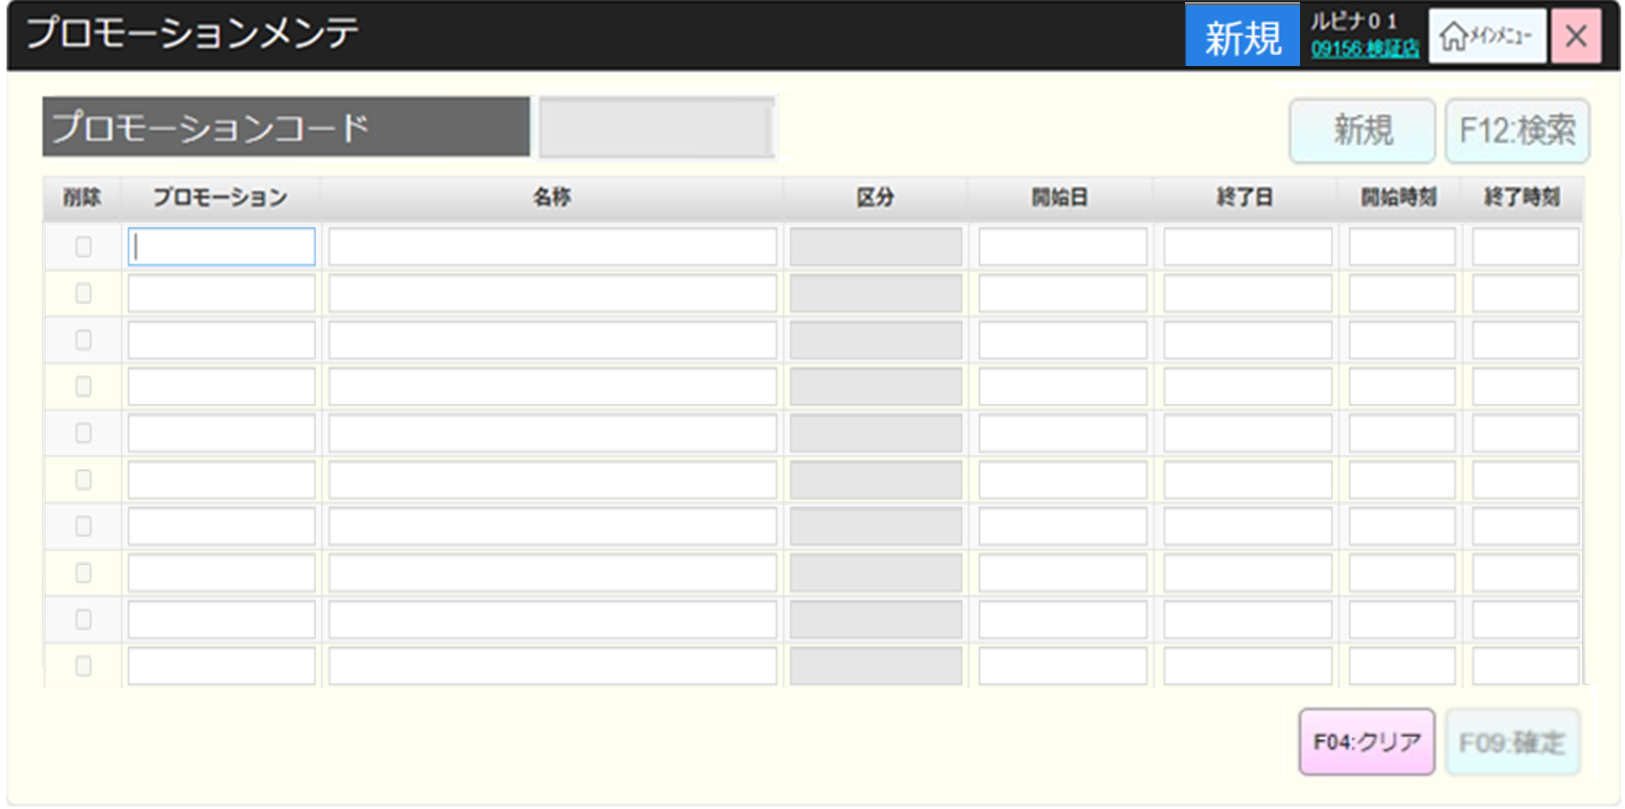 プロモーションメンテ
新規
ルピナ０１
09156:検証店
ﾒｲﾝﾒﾆｭｰ
プロモーションコード
新規
F12:検索
削除 プロモーション 名称 区分 開始日 終了日 開始時刻 終了時刻
F04:クリア
F09:確定